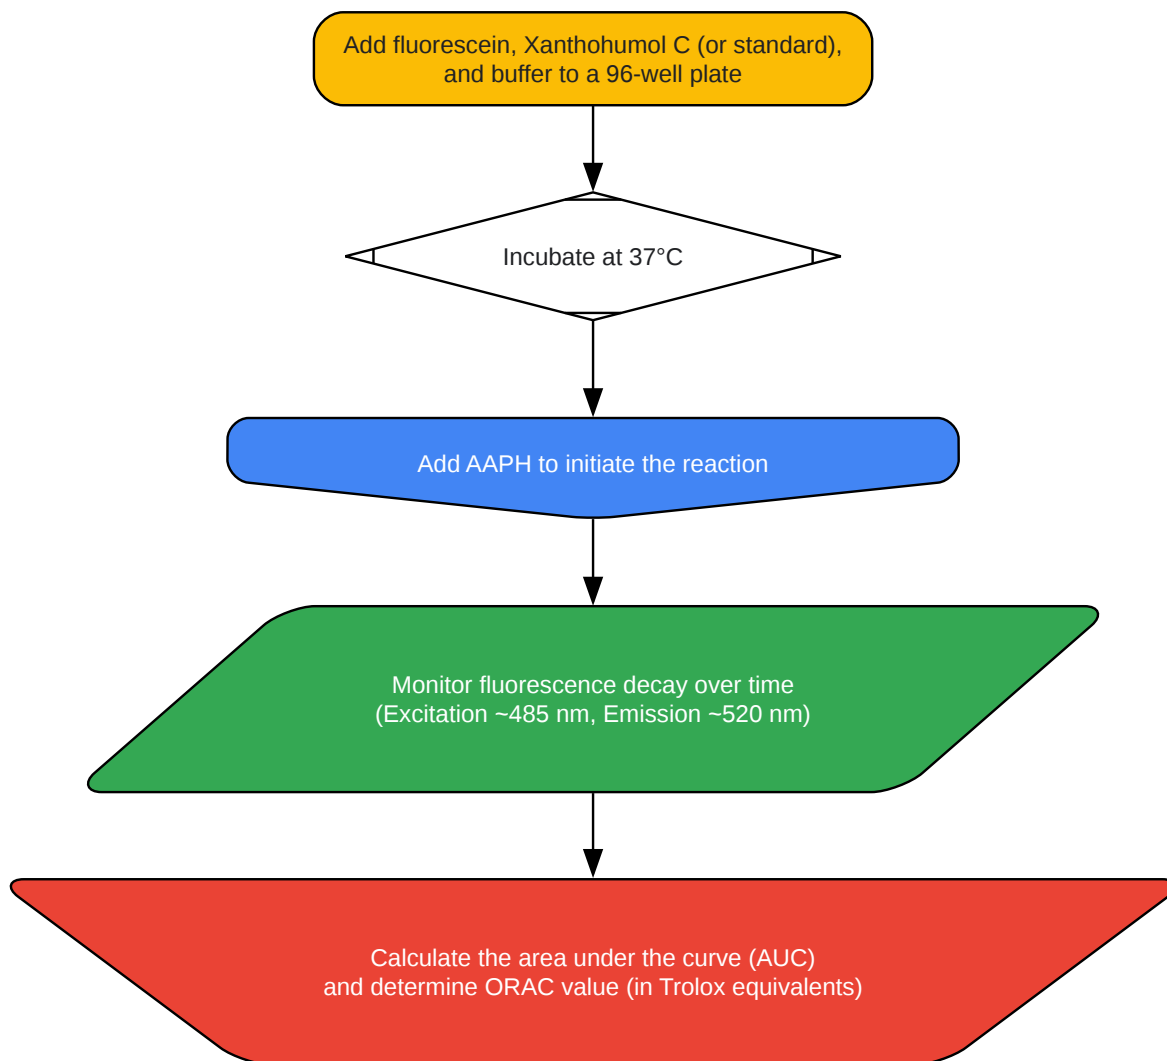 Add fluorescein, Xanthohumol C (or standard),
and buffer to a 96-well plate
Incubate at 37°C
Add AAPH to initiate the reaction
Monitor fluorescence decay over time
(Excitation ~485 nm, Emission ~520 nm)
Calculate the area under the curve (AUC)
and determine ORAC value (in Trolox equivalents)